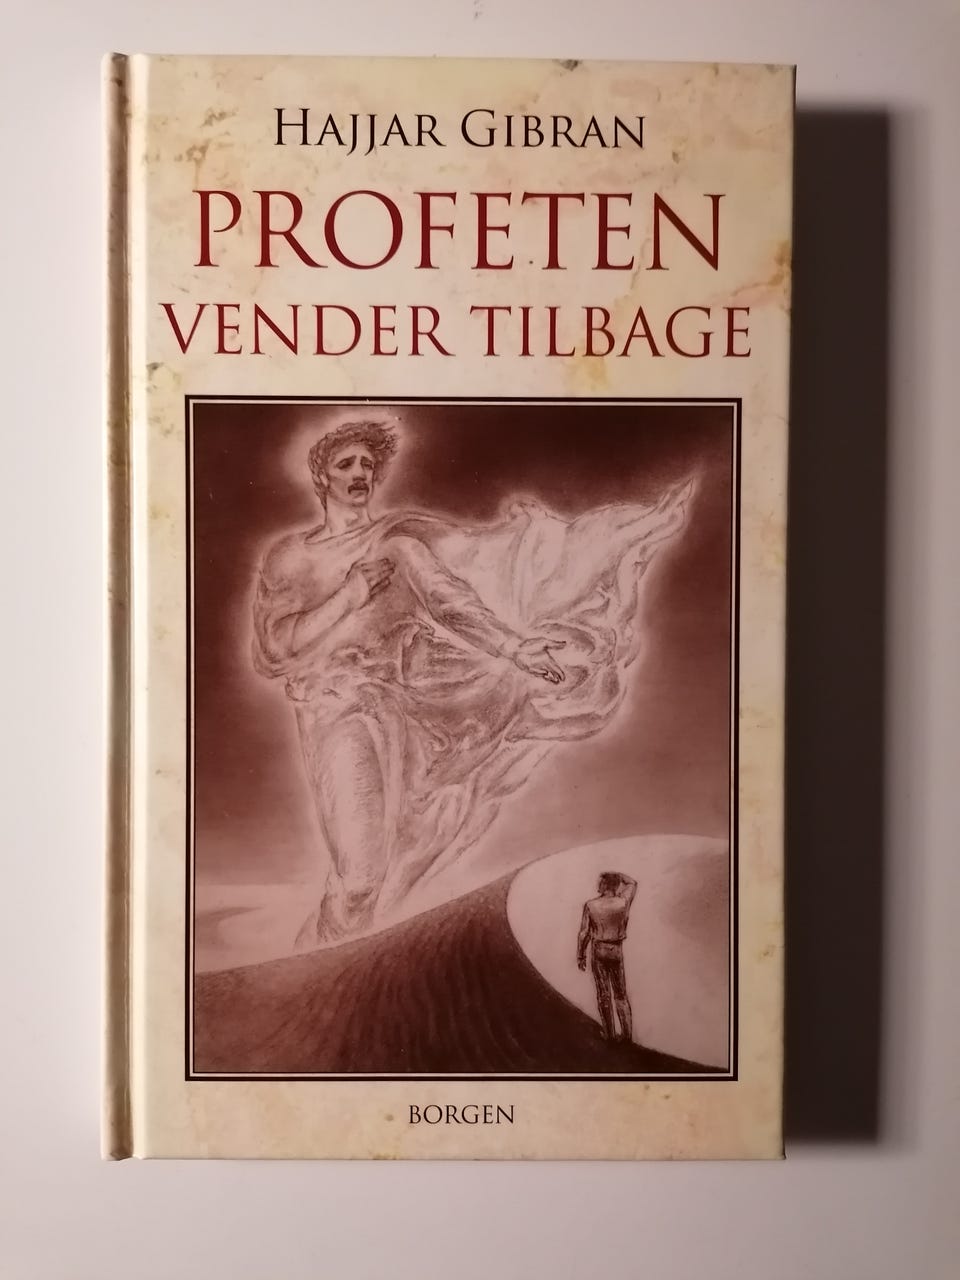 HAJJAR GIBRAN
PROFETEN
VENDER TILBAGE
BORGEN